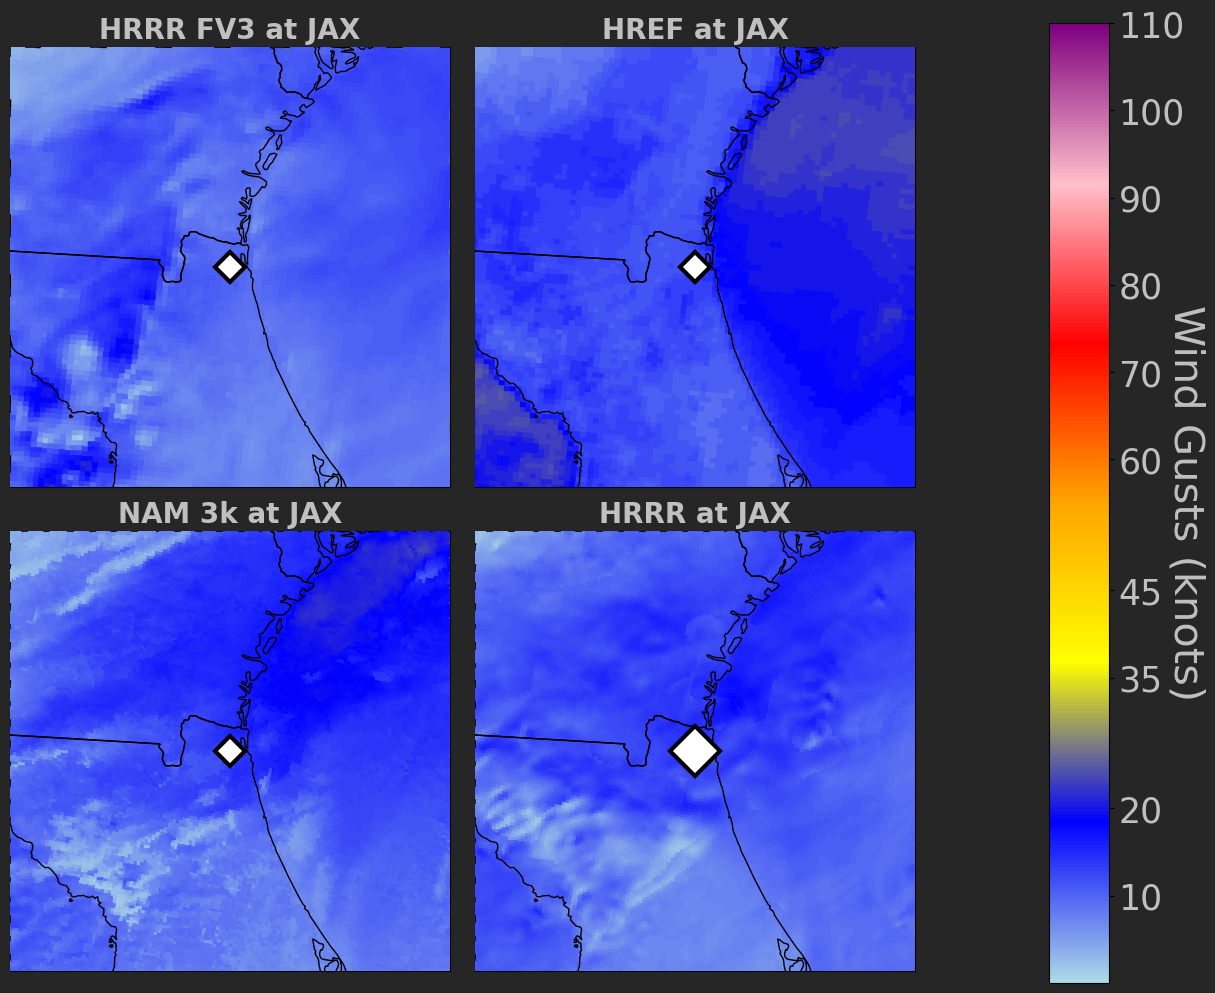 HRRR FV3 at JAX
HREF at JAX
NAM 3k at JAX
HRRR at JAX
110
100
90
80
70
60
45
35
20
10
Wind Gusts (knots)